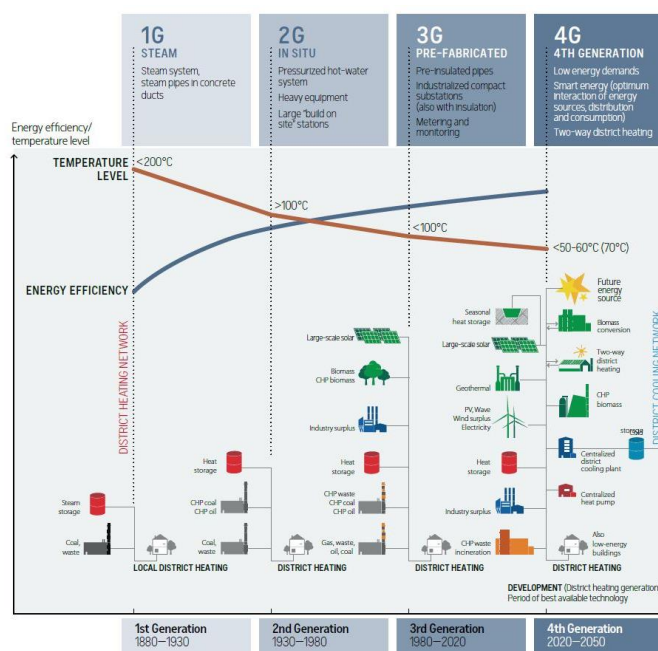 1G
STEAM
Steam system,
steam pipes in concrete
ducts
2G
IN SITU
Pressurized hot-water
system
Heavy equipment
Large "build on
site" stations
3G
PRE-FABRICATED
Pre-insulated pipes
Industrialized compact
substations
(also with insulation)
Metering and
monitoring
4G
4TH GENERATION
Low energy demands
Smart energy (optimum
interaction of energy
sources, distribution
and consumption)
Two-way district heating
Energy efficiency/
temperature level
TEMPERATURE
LEVEL
<200°C
>100°C
<100°C
<50-60°C (70°C)
ENERGY EFFICIENCY
DISTRICT HEATING NETWORK
Steam
storage
Coal,
waste
LOCAL DISTRICT HEATING
Heat
storage
CHP coal
CHP oil
Coal,
waste
DISTRICT HEATING
Large-scale solar
Biomass
CHP biomass
Industry surplus
Heat
storage
CHP waste
CHP coal
CHP oil
Gas, waste,
oil, coal
DISTRICT HEATING
Seasonal
heat storage
Large-scale solar
Geothermal
PV, Wave
Wind surplus
Electricity
Heat
storage
Industry surplus
CHP waste
incineration
Future
energy
source
Biomass
conversion
Two-way
district
heating
CHP
biomass
Centralized
district
cooling plant
Centralized
heat pump
Also
low-energy
buildings
DISTRICT HEATING
storage
DISTRICT COOLING NETWORK
DEVELOPMENT (District heating generation
Period of best available technology
1st Generation
1880–1930
2nd Generation
1930–1980
3rd Generation
1980–2020
4th Generation
2020–2050